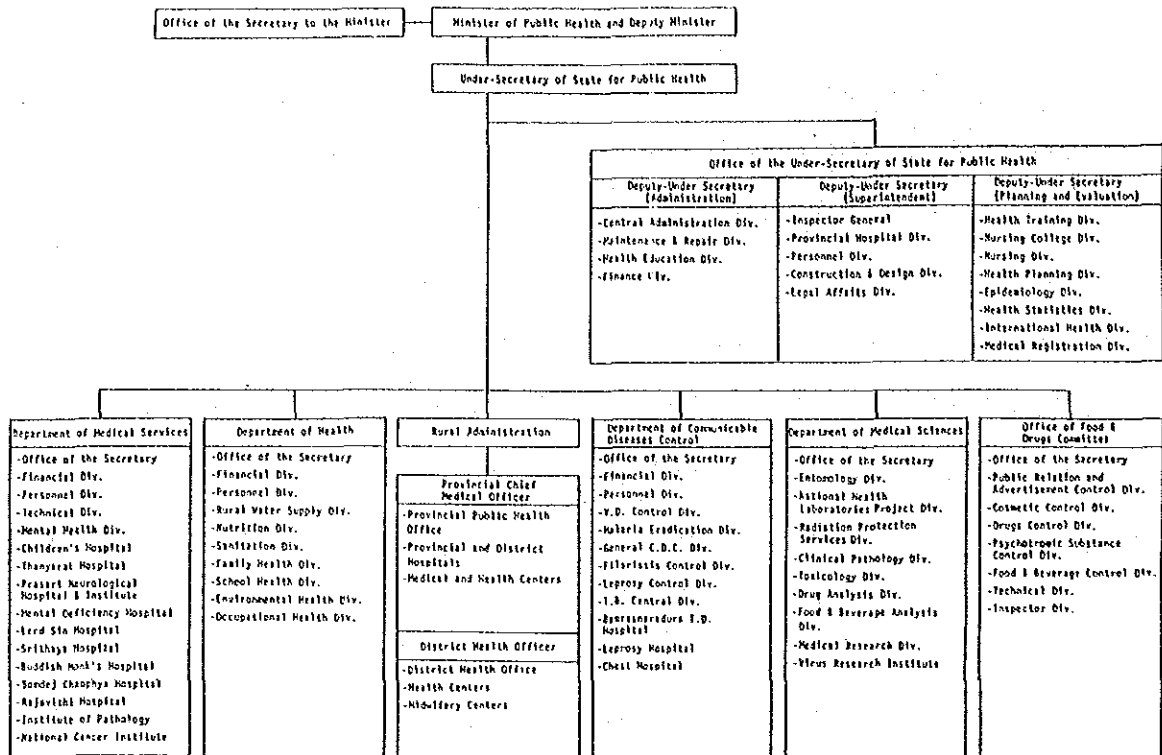 Office of the Secretary to the Minister
Minister of Public Health and Deputy Minister
Under-Secretary of State for Public Health
Office of the Under-Secretary of State for Public Health
Deputy-Under Secretary
(Administration)
-Central Administration Div.
-Maintenance & Repair Div.
-Health Education Div.
-Finance Div.
Deputy-Under Secretary
(Superintendent)
-Inspector General
-Provincial Hospital Div.
-Personnel Div.
-Construction & Design Div.
-Legal Affairs Div.
Deputy-Under Secretary
(Planning and Evaluation)
-Health Training Div.
-Nursing College Div.
-Nursing Div.
-Health Planning Div.
-Epidemiology Div.
-Health Statistics Div.
-International Health Div.
-Medical Registration Div.
Department of Medical Services
-Office of the Secretary
-Financial Div.
-Personnel Div.
-Technical Div.
-Mental Health Div.
-Children's Hospital
-Thanyarat Hospital
-Prasart Neurological
Hospital & Institute
-Mental Deficiency Hospital
-Lerd Sin Hospital
-Srithaya Hospital
-Buddish Monk's Hospital
-Somdej Chaophya Hospital
-Rajavithi Hospital
-Institute of Pathology
-National Cancer Institute
Department of Health
-Office of the Secretary
-Financial Div.
-Personnel Div.
-Rural Water Supply Div.
-Nutrition Div.
-Sanitation Div.
-Family Health Div.
-School Health Div.
-Environmental Health Div.
-Occupational Health Div.
Rural Administration
Provincial Chief
Medical Officer
-Provincial Public Health
Office
-Provincial and District
Hospitals
-Medical and Health Centers
District Health Officer
-District Health Office
-Health Centers
-Midwifery Centers
Department of Communicable
Diseases Control
-Office of the Secretary
-Financial Div.
-Personnel Div.
-V.D. Control Div.
-Malaria Eradication Div.
-General C.D.C. Div.
-Filariasis Control Div.
-Leprosy Control Div.
-T.B. Control Div.
Hospital
-Leprosy Hospital
-Chest Hospital
Department of Medical Sciences
-Office of the Secretary
-Entomology Div.
-National Health
Laboratories Project Div.
-Radiation Protection
Services Div.
-Clinical Pathology Div.
-Toxicology Div.
-Drug Analysis Div.
-Food & Beverage Analysis
Div.
-Medical Research Div.
-Virus Research Institute
Office of Food &
Drugs Committee
-Office of the Secretary
-Public Relation and
Advertisment Control Div.
-Cosmetic Control Div.
-Drugs Control Div.
-Psychotropic Substance
Control Div.
-Food & Beverage Control Div.
-Technical Div.
-Inspector Div.